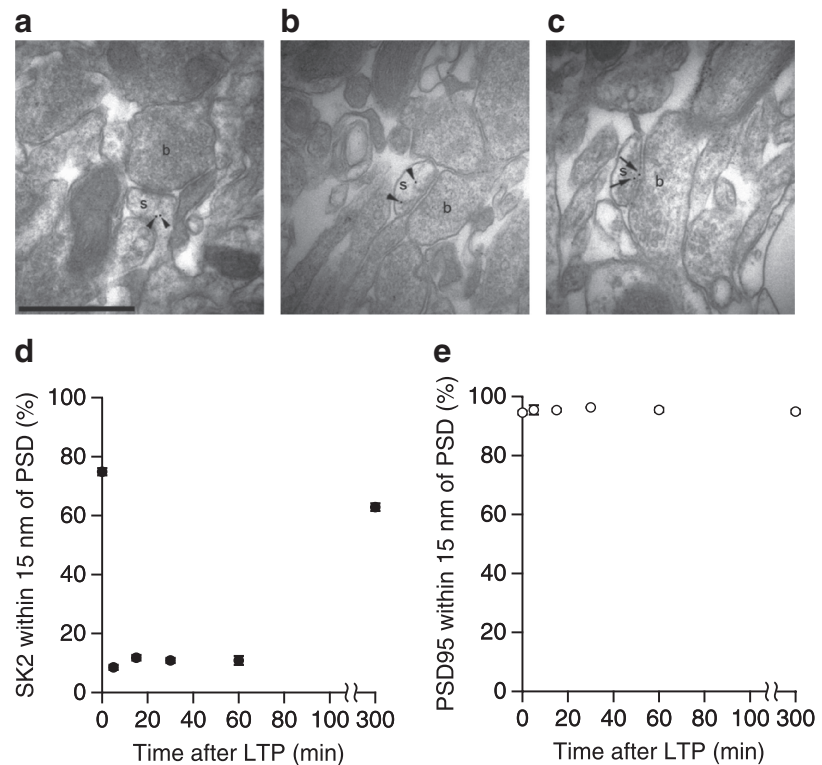 a
b
c
b
s
s
b
s
b
d
e
SK2 within 15 nm of PSD (%)
100
80
60
40
20
0
0 20 40 60 80 100 300
Time after LTP (min)
PSD95 within 15 nm of PSD (%)
100
80
60
40
20
0
0 20 40 60 80 100 300
Time after LTP (min)